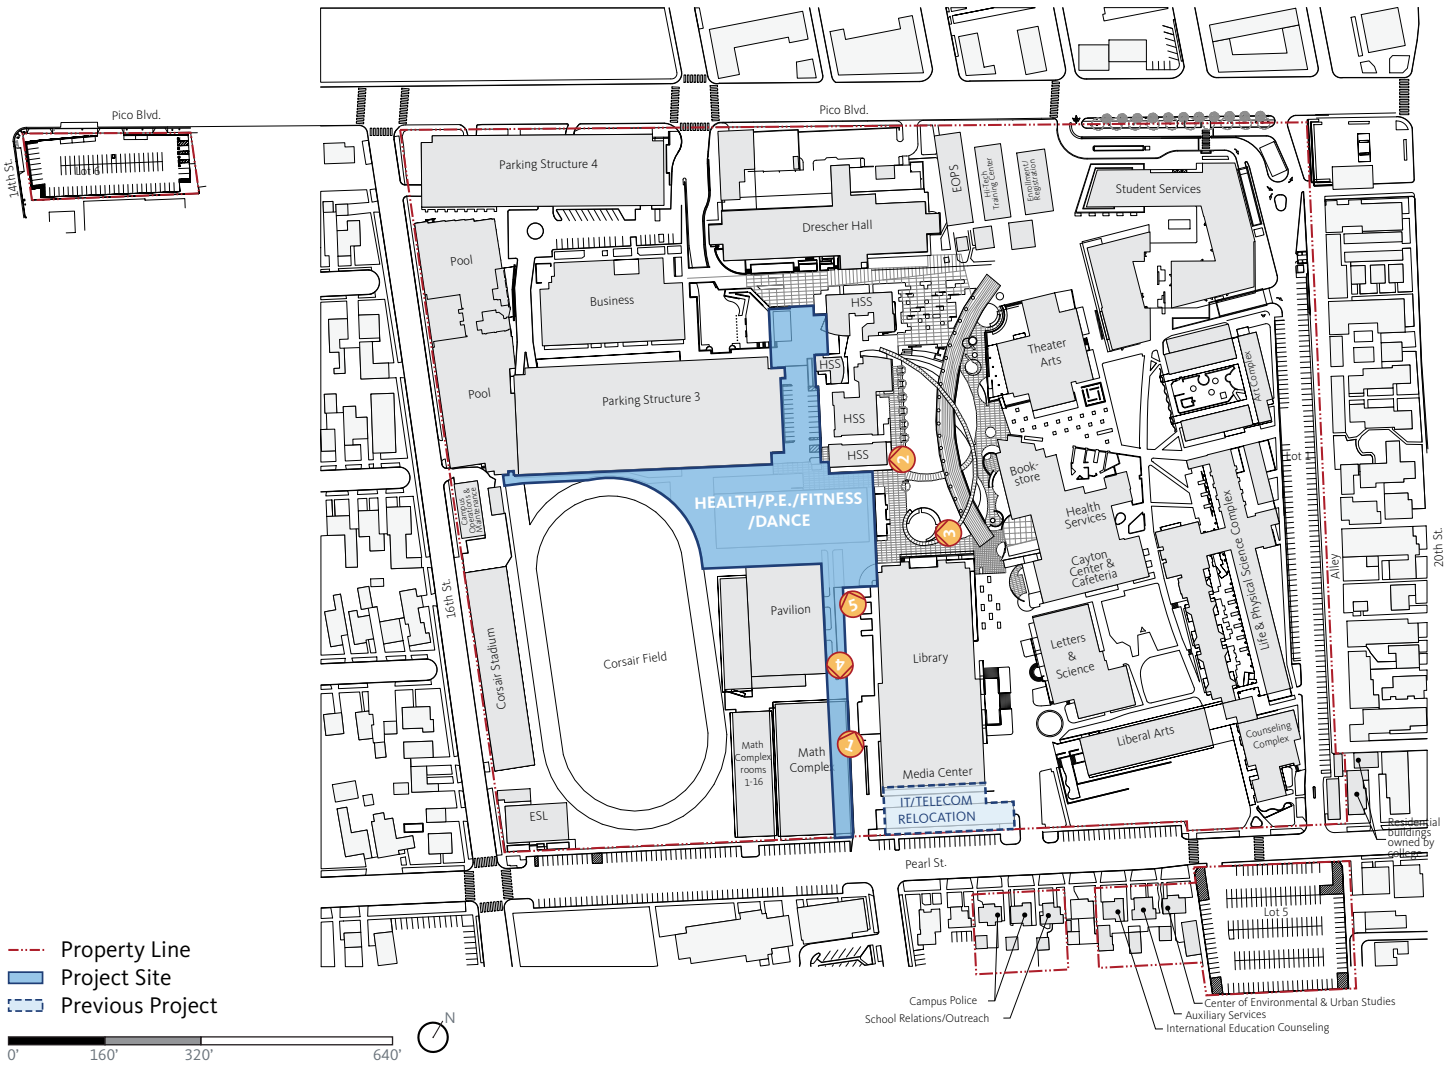 Pico Blvd.
Pico Blvd.
14th St.
Lot 6
Parking Structure 4
EOPS
Hi-Tech
Training Center
Enrollment/
Registration
Student Services
Drescher Hall
Pool
Business
HSS
Theater
Arts
HSS
Art Complex
Pool
Parking Structure 3
HSS
HSS
2
Lot 1
Book-
store
Campus
Operations &
Maintenance
HEALTH/P.E./FITNESS
/DANCE
Health
Services
3
Life & Physical Science Complex
20th St.
Alley
Cayton
Center &
Cafeteria
16th St.
Pavilion
5
Corsair Stadium
Corsair Field
4
Library
Letters
&
Science
1
Math
Complex
rooms
1-16
Math
Complex
Liberal Arts
Counseling
Complex
Media Center
IT/TELECOM
RELOCATION
ESL
Residential
buildings
owned by
college
Pearl St.
Lot 5
Property Line
Project Site
Previous Project
Campus Police
School Relations/Outreach
Center of Environmental & Urban Studies
Auxiliary Services
International Education Counseling
N
0' 160' 320' 640'